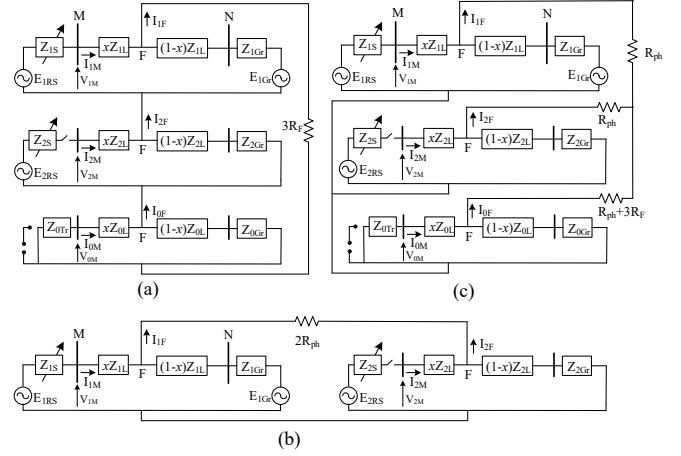 M
N
I1F
Z1S
xZ1L
(1-x)Z1L
Z1Gr
I1M
F
E1RS
V1M
E1Gr
3RF
I2F
Z2S
xZ2L
(1-x)Z2L
Z2Gr
I2M
F
E2RS
V2M
I0F
Z0Tr
xZ0L
(1-x)Z0L
Z0Gr
I0M
F
V0M
(a)
M
N
I1F
Z1S
xZ1L
(1-x)Z1L
Z1Gr
Rph
I1M
F
E1RS
V1M
E1Gr
I2F
Rph
Z2S
xZ2L
(1-x)Z2L
Z2Gr
I2M
F
E2RS
V2M
I0F
Rph+3RF
Z0Tr
xZ0L
(1-x)Z0L
Z0Gr
I0M
F
V0M
(c)
M
N
I1F
2Rph
I2F
Z1S
xZ1L
(1-x)Z1L
Z1Gr
Z2S
xZ2L
(1-x)Z2L
Z2Gr
I1M
F
I2M
F
E1RS
V1M
E1Gr
E2RS
V2M
(b)